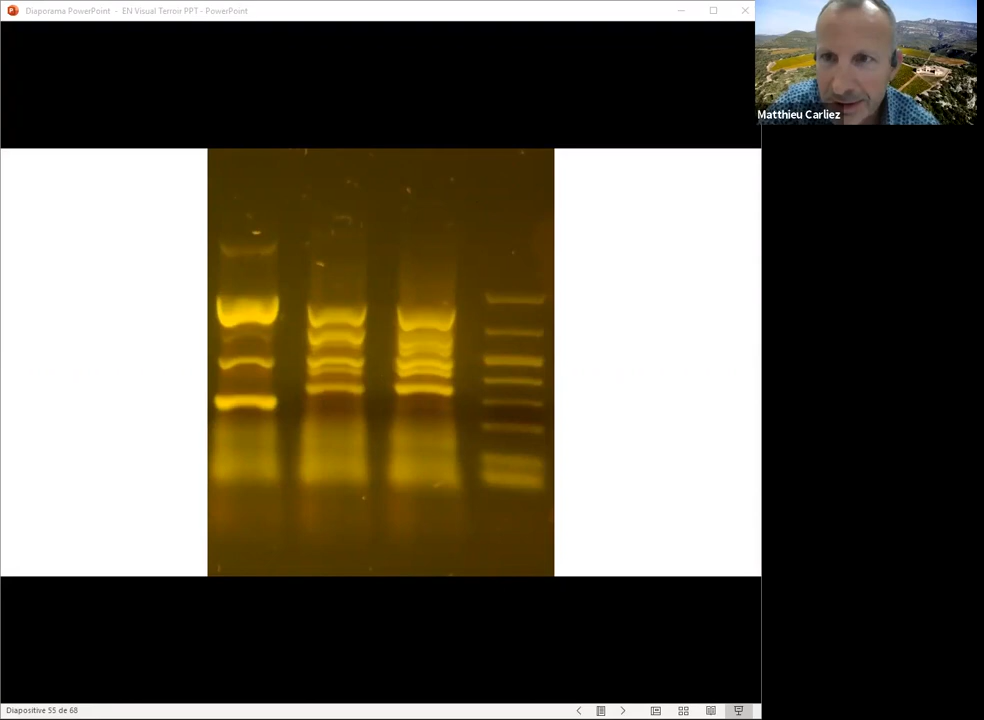 Diaporama PowerPoint - EN Visual Terroir PPT - PowerPoint
Matthieu Carliez
Diapositive 55 de 68